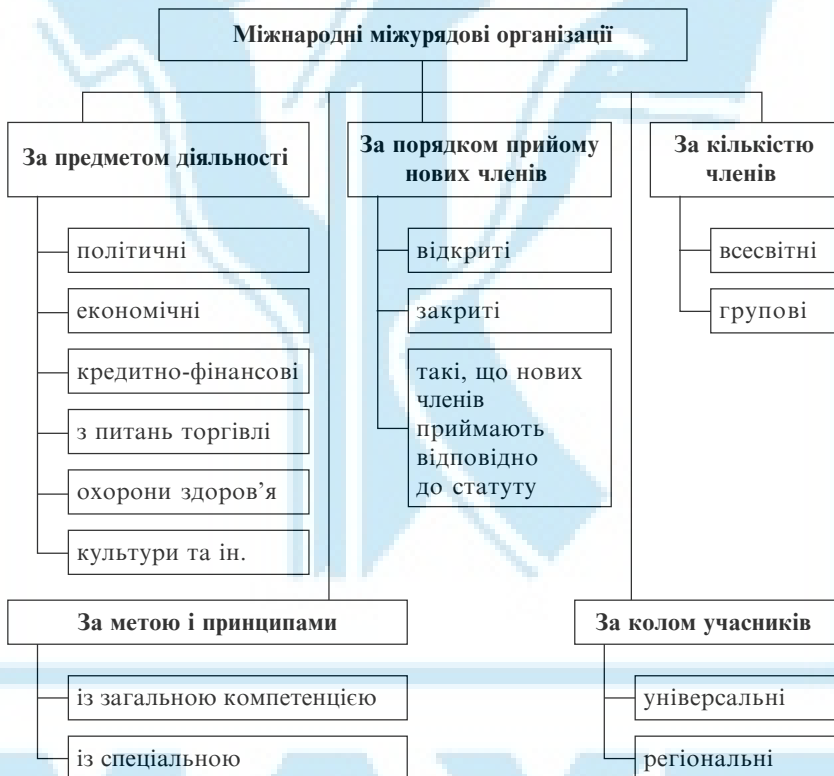 Міжнародні міжурядові організації
За предметом діяльності
політичні
економічні
кредитно-фінансові
з питань торгівлі
охорони здоров’я
культури та ін.
За порядком прийому
нових членів
відкриті
закриті
такі, що нових
членів
приймають
відповідно
до статуту
За кількістю
членів
всесвітні
групові
За метою і принципами
із загальною компетенцією
із спеціальною
За колом учасників
універсальні
регіональні